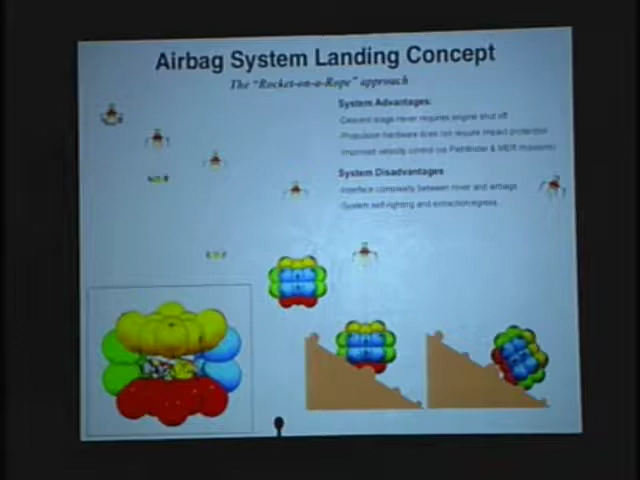 Airbag System Landing Concept
The "Rocket-on-a-Rope" approach
System Advantages:
-Descent stage never requires engine shut off
-Propulsion hardware does not require impact protection
-Improved velocity control (vs Pathfinder & MER missions)
System Disadvantages
-Interface complexity between rover and airbags
-System self-righting and extraction/egress